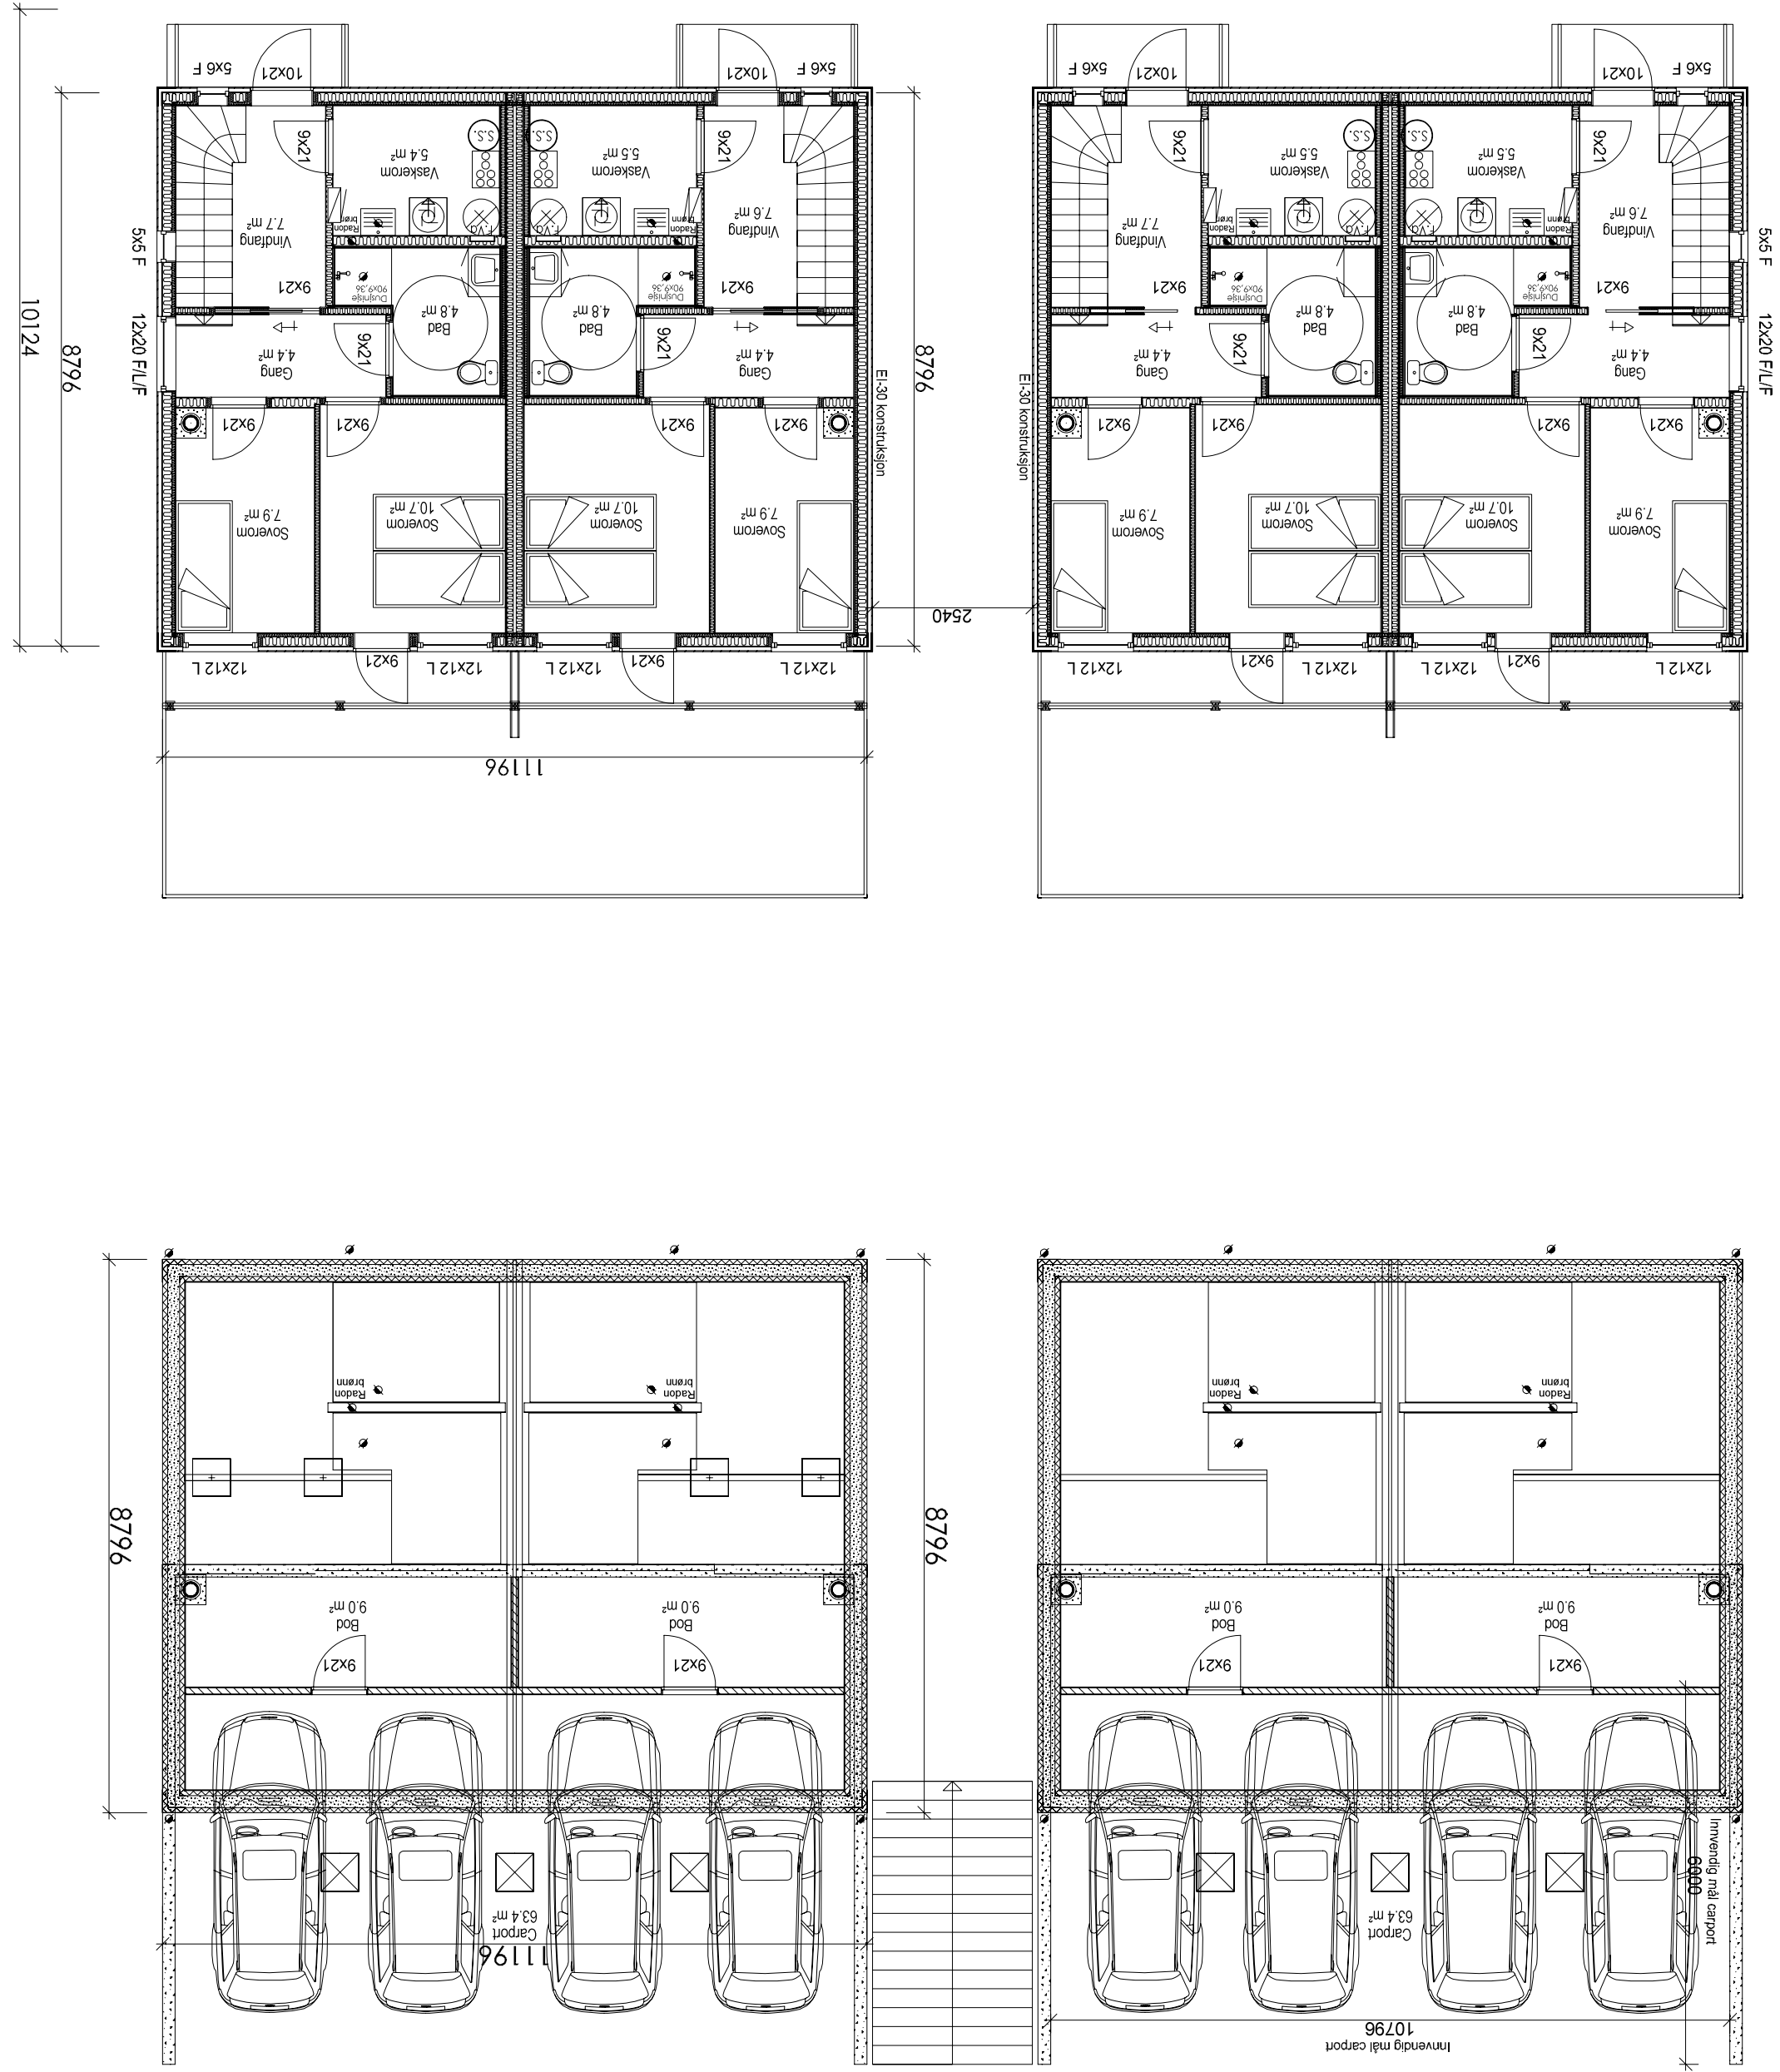 5x6 F
10x21
10x21
5x6 F
5x6 F
10x21
10x21
5x6 F
9x21
Vaskerom
5.4 m²
S.S.
S.S.
Vaskerom
5.5 m²
9x21
9x21
Vaskerom
5.5 m²
S.S.
S.S.
Vaskerom
5.5 m²
9x21
5x5 F
Vindfang
7.7 m²
Radon
brønn
F.Vd
F.Vd
Radon
brønn
Vindfang
7.6 m²
Vindfang
7.7 m²
Radon
brønn
F.Vd
F.Vd
Radon
brønn
Vindfang
7.6 m²
5x5 F
9x21
Dusjnisje
90x9,36
Dusjnisje
90x9,36
9x21
9x21
Dusjnisje
90x9,36
Dusjnisje
90x9,36
9x21
10124
8796
12x20 F/L/F
Gang
4.4 m²
9x21
Bad
4.8 m²
Bad
4.8 m²
9x21
Gang
4.4 m²
EI-30 konstruksjon
8796
EI-30 konstruksjon
Gang
4.4 m²
9x21
Bad
4.8 m²
Bad
4.8 m²
9x21
Gang
4.4 m²
12x20 F/L/F
9x21
9x21
9x21
9x21
9x21
9x21
9x21
9x21
Soverom
7.9 m²
Soverom
10.7 m²
Soverom
10.7 m²
Soverom
7.9 m²
Soverom
7.9 m²
Soverom
10.7 m²
Soverom
10.7 m²
Soverom
7.9 m²
2540
12x12 L
9x21
12x12 L
12x12 L
9x21
12x12 L
12x12 L
9x21
12x12 L
12x12 L
9x21
12x12 L
11196
Radon
brønn
Radon
brønn
Radon
brønn
Radon
brønn
8796
8796
Bod
9.0 m²
Bod
9.0 m²
Bod
9.0 m²
Bod
9.0 m²
9x21
9x21
9x21
9x21
Carport
63.4 m²
11196
Carport
63.4 m²
Innvendig mål carport
6000
Innvendig mål carport
10796